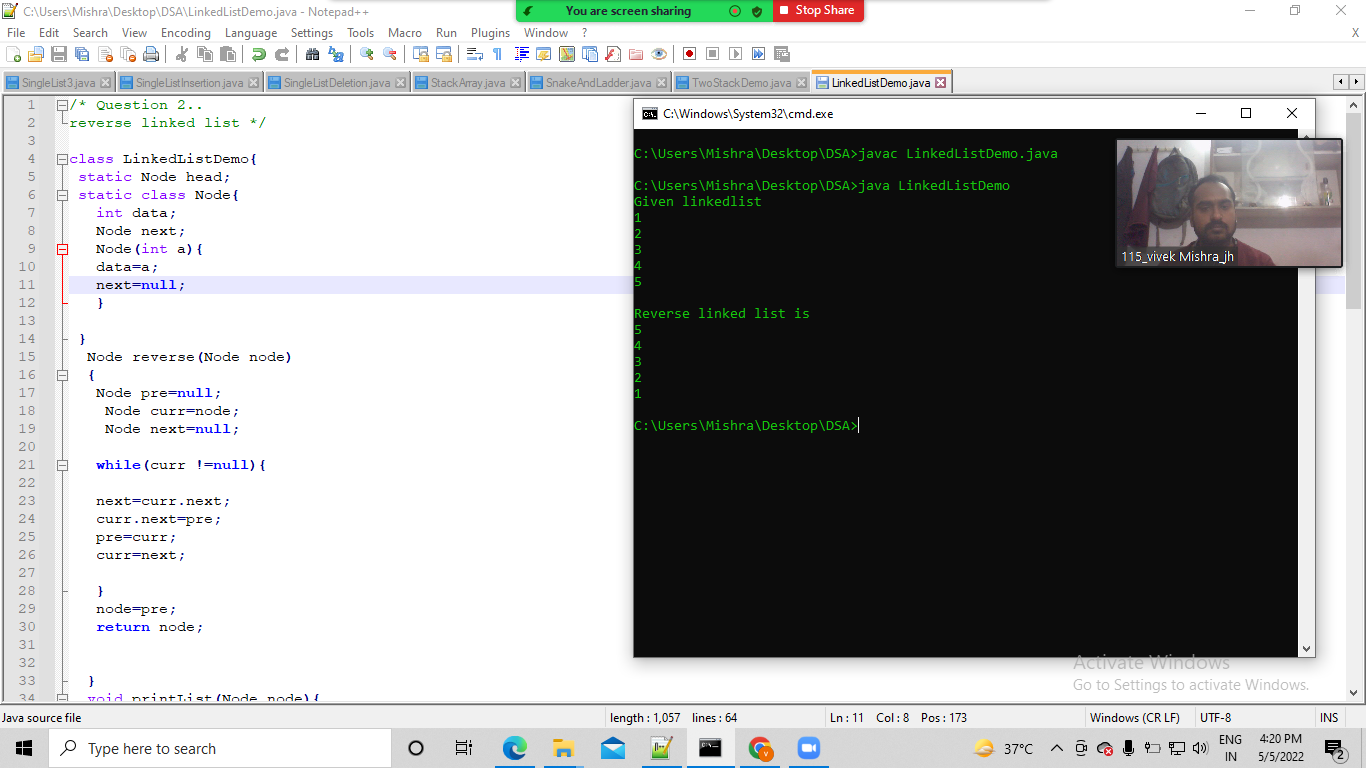 C:\Users\Mishra\Desktop\DSA\LinkedListDemo.java - Notepad++
You are screen sharing
Stop Share
File Edit Search View Encoding Language Settings Tools Macro Run Plugins Window ? X
SingleList3.java SingleListInsertion.java SingleListDeletion.java StackArray.java SnakeAndLadder.java TwoStackDemo.java LinkedListDemo.java
1 /* Question 2..
2 reverse linked list */
3
4 class LinkedListDemo{
5 static Node head;
6 static class Node{
7 int data;
8 Node next;
9 Node(int a){
10 data=a;
11 next=null;
12 }
13
14 }
15 Node reverse(Node node)
16 {
17 Node pre=null;
18 Node curr=node;
19 Node next=null;
20
21 while(curr !=null){
22
23 next=curr.next;
24 curr.next=pre;
25 pre=curr;
26 curr=next;
27
28 }
29 node=pre;
30 return node;
31
32
33 }
34 void printList(Node node){
C:\Windows\System32\cmd.exe
C:\Users\Mishra\Desktop\DSA>javac LinkedListDemo.java
C:\Users\Mishra\Desktop\DSA>java LinkedListDemo
Given linkedlist
1
2
3
4
5
Reverse linked list is
5
4
3
2
1
C:\Users\Mishra\Desktop\DSA>
115_vivek Mishra_jh
Activate Windows
Go to Settings to activate Windows.
Java source file length : 1,057 lines : 64 Ln : 11 Col : 8 Pos : 173 Windows (CR LF) UTF-8 INS
Type here to search
37°C
ENG
IN
4:20 PM
5/5/2022
2